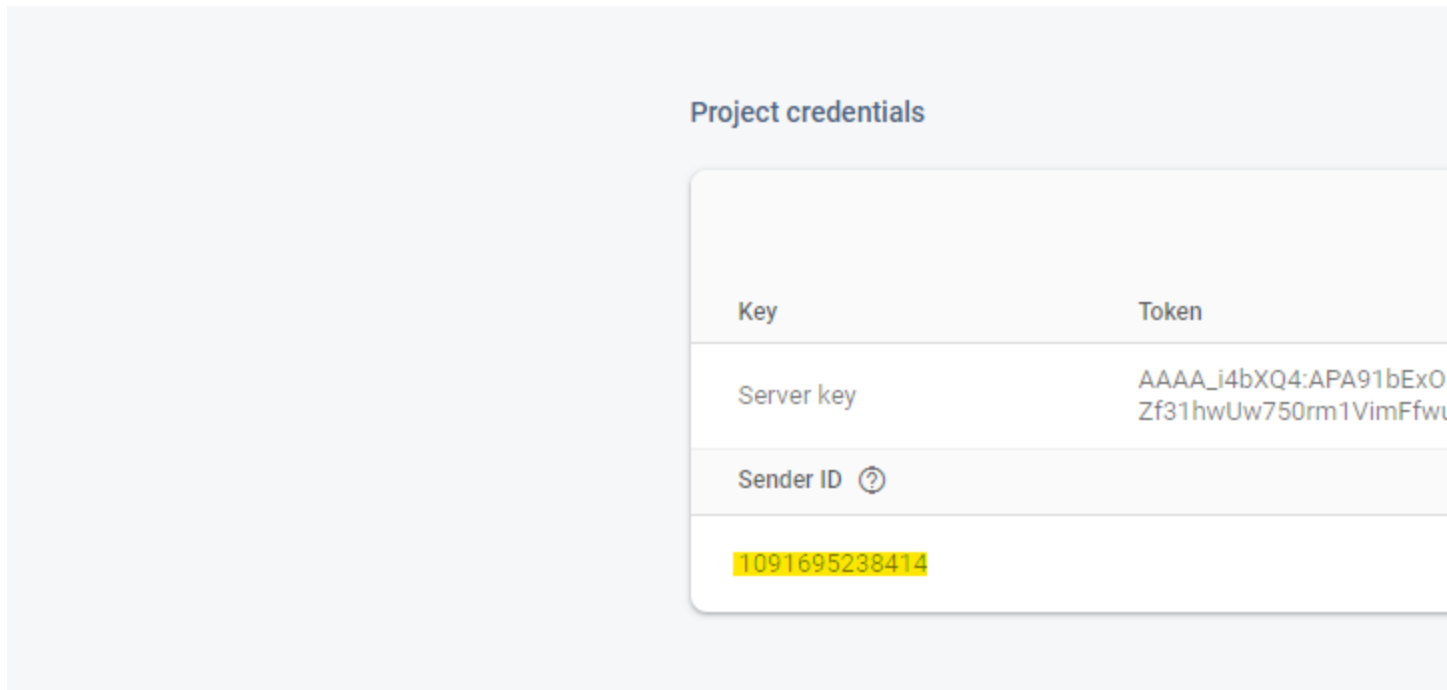 Project credentials
Key Token
Server key
AAAA_i4bXQ4:APA91bExO
Zf31hwUw750rm1VimFfwu
Sender ID
1091695238414